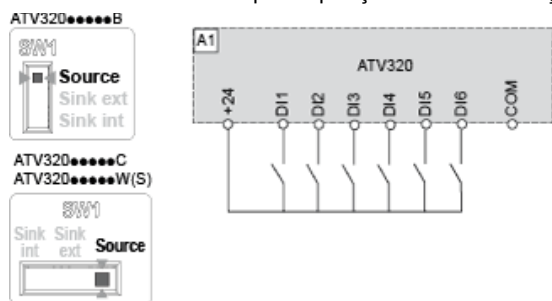 ATV320●●●●●B
SW1
Source
Sink ext
Sink int
ATV320●●●●●C
ATV320●●●●●W(S)
SW1
Sink int
Sink ext
Source
A1
ATV320
+24
DI1
DI2
DI3
DI4
DI5
DI6
COM